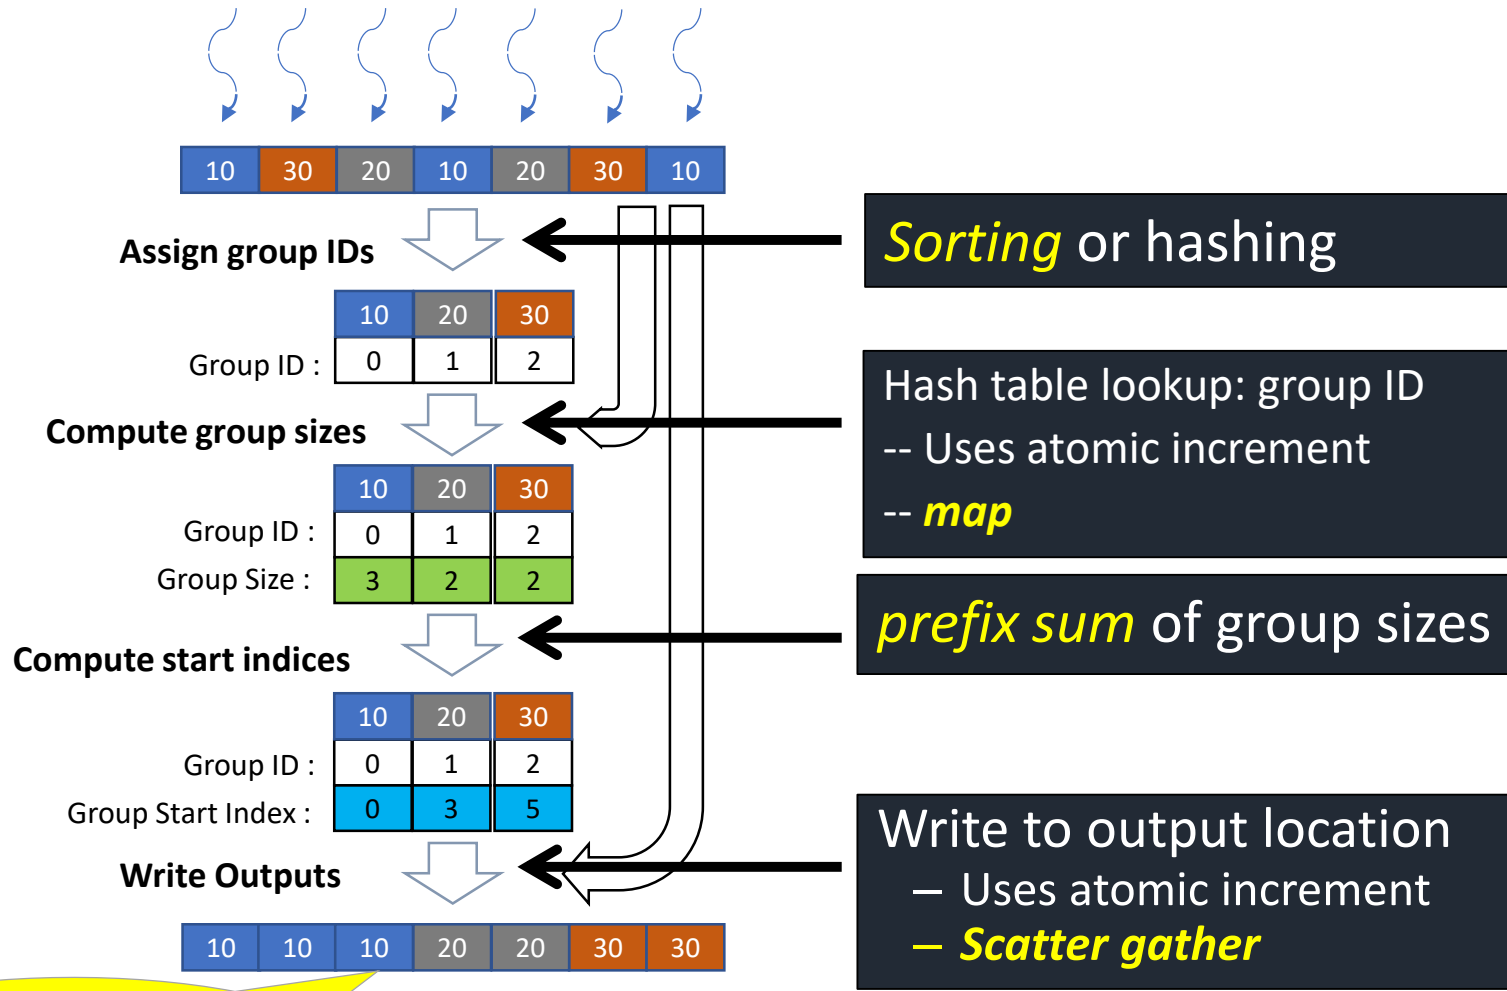 10 30 20 10 20 30 10
Assign group IDs
Sorting or hashing
10 20 30
Group ID : 0 1 2
Compute group sizes
Hash table lookup: group ID
-- Uses atomic increment
-- map
10 20 30
Group ID : 0 1 2
Group Size : 3 2 2
Compute start indices
prefix sum of group sizes
10 20 30
Group ID : 0 1 2
Group Start Index : 0 3 5
Write Outputs
Write to output location
– Uses atomic increment
– Scatter gather
10 10 10 20 20 30 30